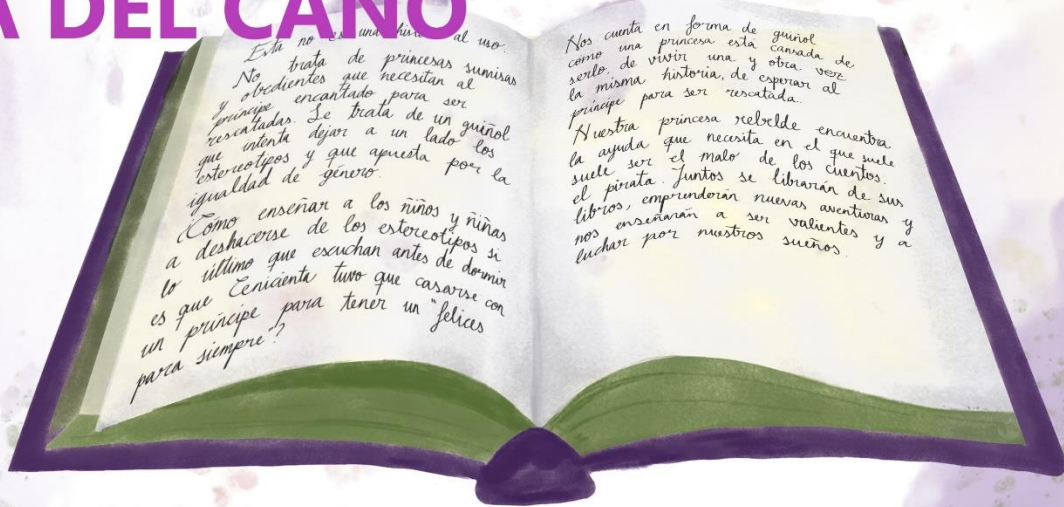 A DEL CANO
Esta no es una al uso.
No trata de princesas sumisas
y obedientes que necesitan al
príncipe encantado para ser
rescatadas. Se trata de un guiñol
que intenta dejar a un lado los
estereotipos y que apuesta por la
igualdad de género.
¿Cómo enseñar a los niños y niñas
a deshacerse de los estereotipos si
lo último que escuchan antes de dormir
es que Cenicienta tuvo que casarse con
un príncipe para tener un "felices
para siempre"?
Nos cuenta en forma de guiñol
como una princesa está cansada de
serlo, de vivir una y otra vez
la misma historia, de esperar al
príncipe para ser rescatada.
Nuestra princesa rebelde encuentra
la ayuda que necesita en el que suele
suele ser el malo de los cuentos:
el pirata. Juntos se librarán de sus
libros, emprenderán nuevas aventuras y
nos enseñarán a ser valientes y a
luchar por nuestros sueños.